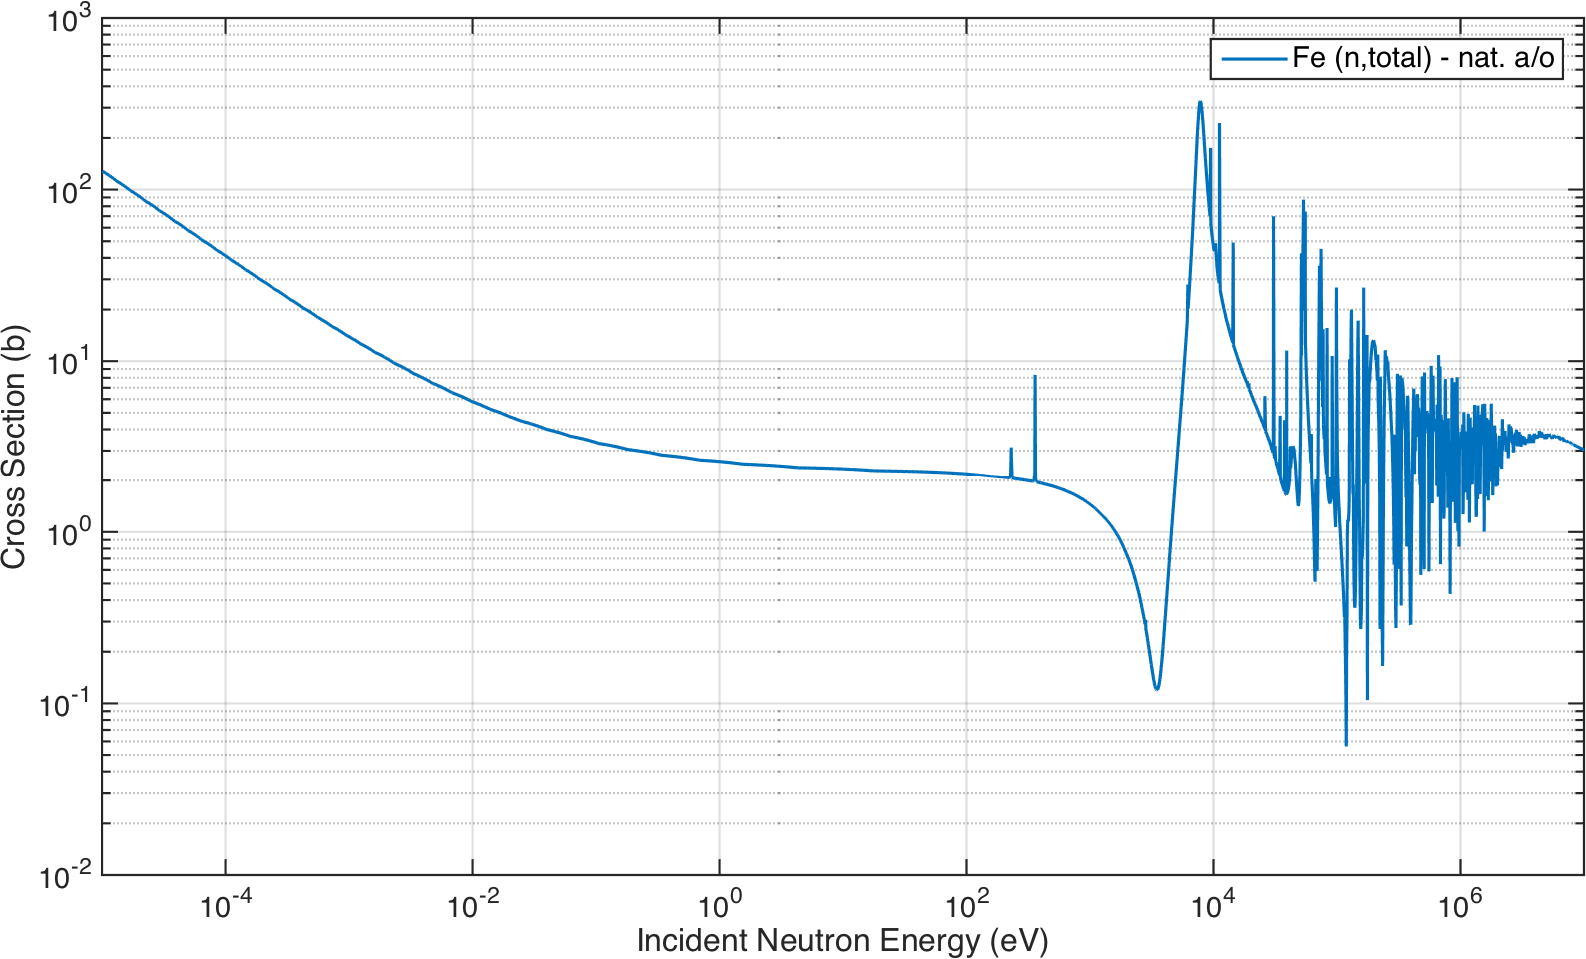 10^3
10^2
10^1
10^0
10^-1
10^-2
Cross Section (b)
Fe (n,total) - nat. a/o
10^-4 10^-2 10^0 10^2 10^4 10^6
Incident Neutron Energy (eV)